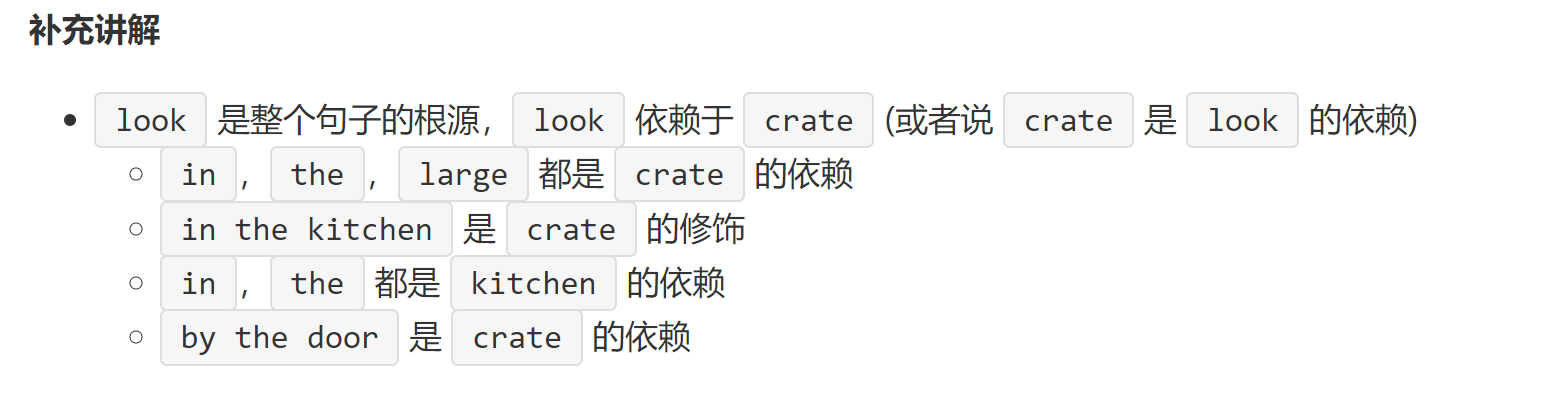 补充讲解
look 是整个句子的根源，look 依赖于 crate (或者说 crate 是 look 的依赖)
in，the，large 都是 crate 的依赖
in the kitchen 是 crate 的修饰
in，the 都是 kitchen 的依赖
by the door 是 crate 的依赖